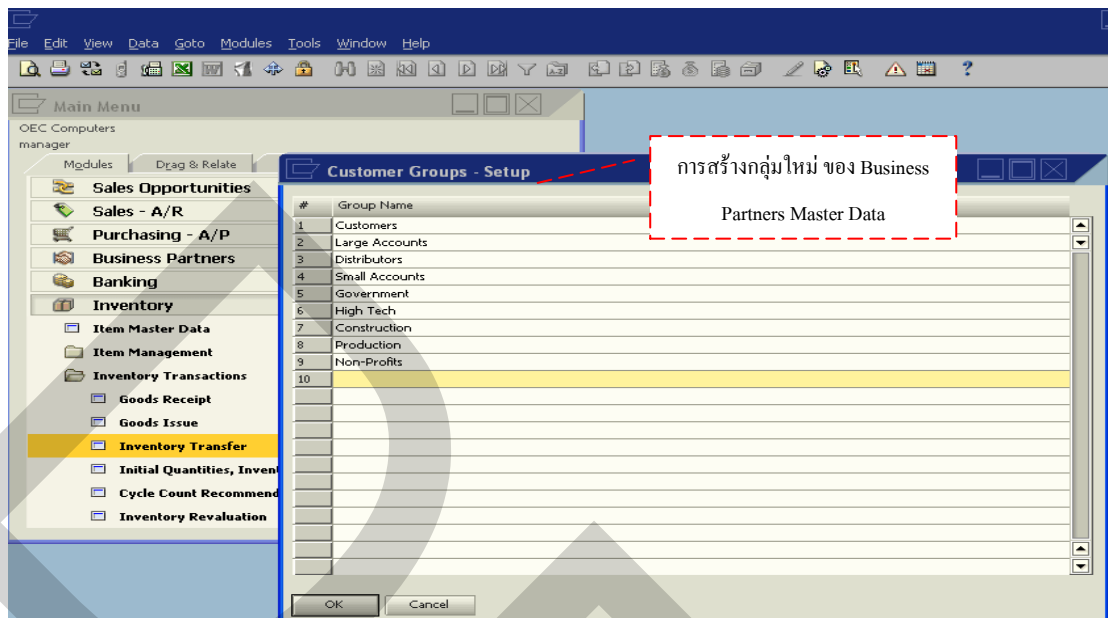 File Edit View Data Goto Modules Tools Window Help
Main Menu
OEC Computers
manager
Modules Drag & Relate
Sales Opportunities
Sales - A/R
Purchasing - A/P
Business Partners
Banking
Inventory
Item Master Data
Item Management
Inventory Transactions
Goods Receipt
Goods Issue
Inventory Transfer
Initial Quantities, Invent
Cycle Count Recommend
Inventory Revaluation
Customer Groups - Setup
การสร้างกลุ่มใหม่ ของ Business
Partners Master Data
# Group Name
1 Customers
2 Large Accounts
3 Distributors
4 Small Accounts
5 Government
6 High Tech
7 Construction
8 Production
9 Non-Profits
10
OK Cancel